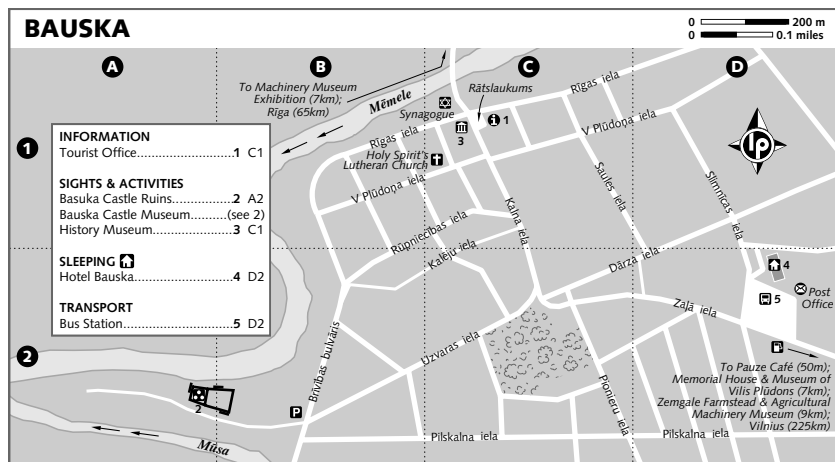 BAUSKA
0 200 m
0 0.1 miles
A
B
C
D
1
2
To Machinery Museum
Exhibition (7km);
Rīga (65km)
Mēmele
Synagogue
Rātslaukums
Rīgas iela
1
3
Rīgas iela
V Plūdoņa iela
Holy Spirit's
Lutheran Church
V Plūdoņa iela
Kalna iela
Saules iela
Slimnīcas iela
lp
INFORMATION
Tourist Office 1 C1
SIGHTS & ACTIVITIES
Basuka Castle Ruins 2 A2
Bauska Castle Museum (see 2)
History Museum 3 C1
SLEEPING
Hotel Bauska 4 D2
TRANSPORT
Bus Station 5 D2
Rūpniecības iela
Kalēju iela
Dārza iela
4
Post
Office
5
Zaļā iela
Brīvības bulvāris
Uzvaras iela
Pionieru iela
To Pauze Café (50m);
Memorial House & Museum of
Vilis Plūdons (7km);
Zemgale Farmstead & Agricultural
Machinery Museum (9km);
Vilnius (225km)
2
P
Mūsa
Pilskalna iela
Pilskalna iela